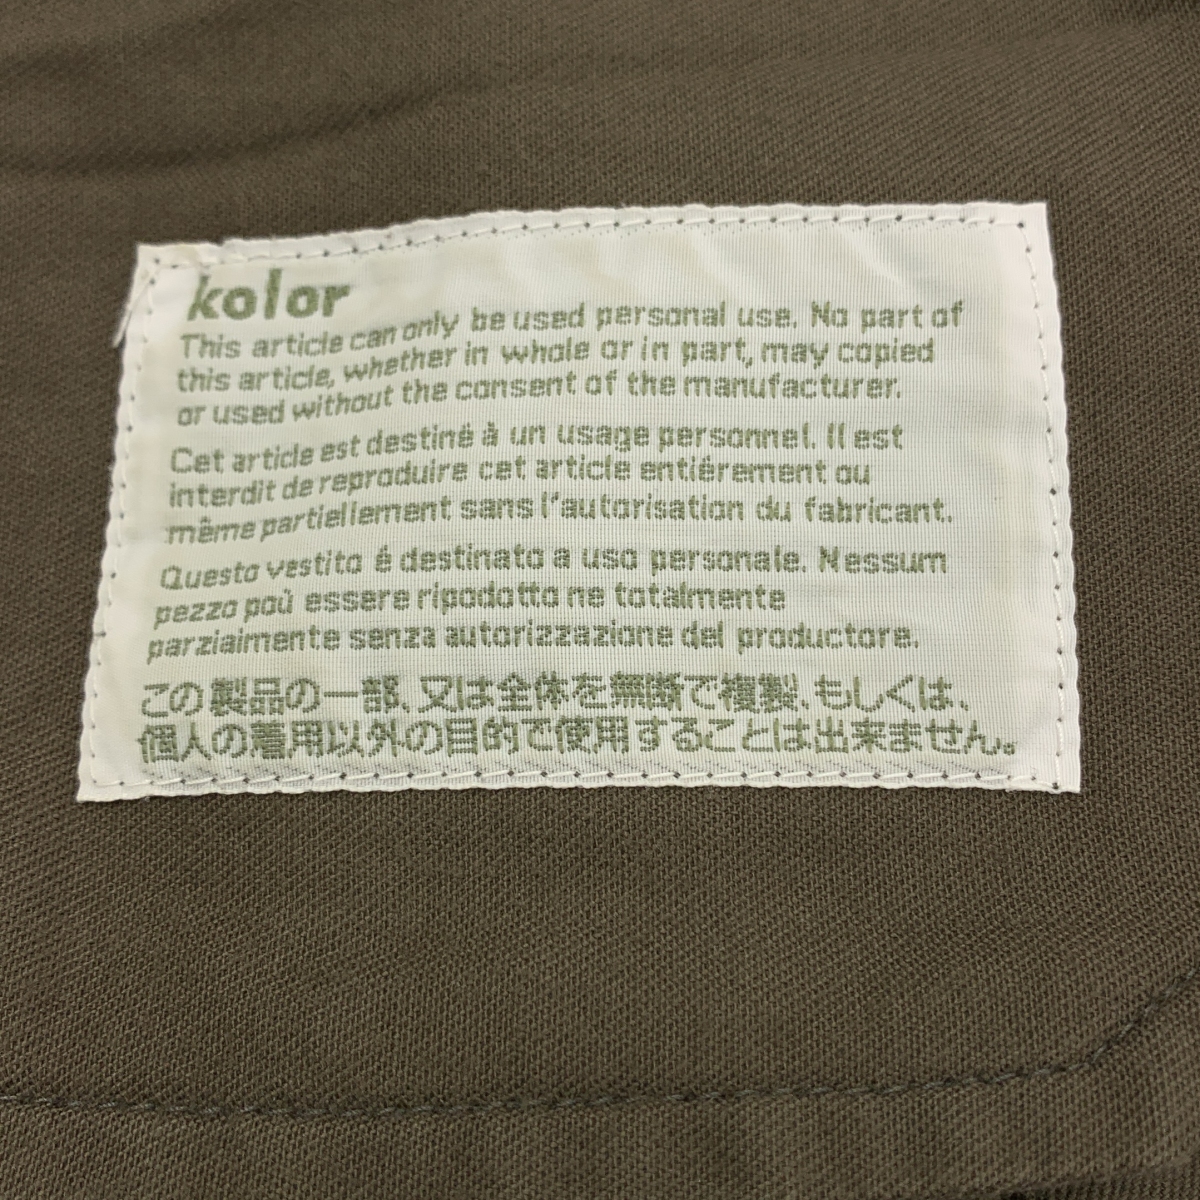 kolor
This article can only be used personal use. No part of
this article, whether in whole or in part, may copied
or used without the consent of the manufacturer.
Cet article est destiné à un usage personnel. Il est
interdit de reproduire cet article entiérement ou
même partiellement sans l'autorisation du fabricant.
Questo vestito é destinato a uso personale. Nessum
pezzo poù essere ripodotto ne totalmente
parzialmente senza autorizzazione del productore.
この製品の一部、又は全体を無断で複製、もしくは、
個人の着用以外の目的で使用することは出来ません。